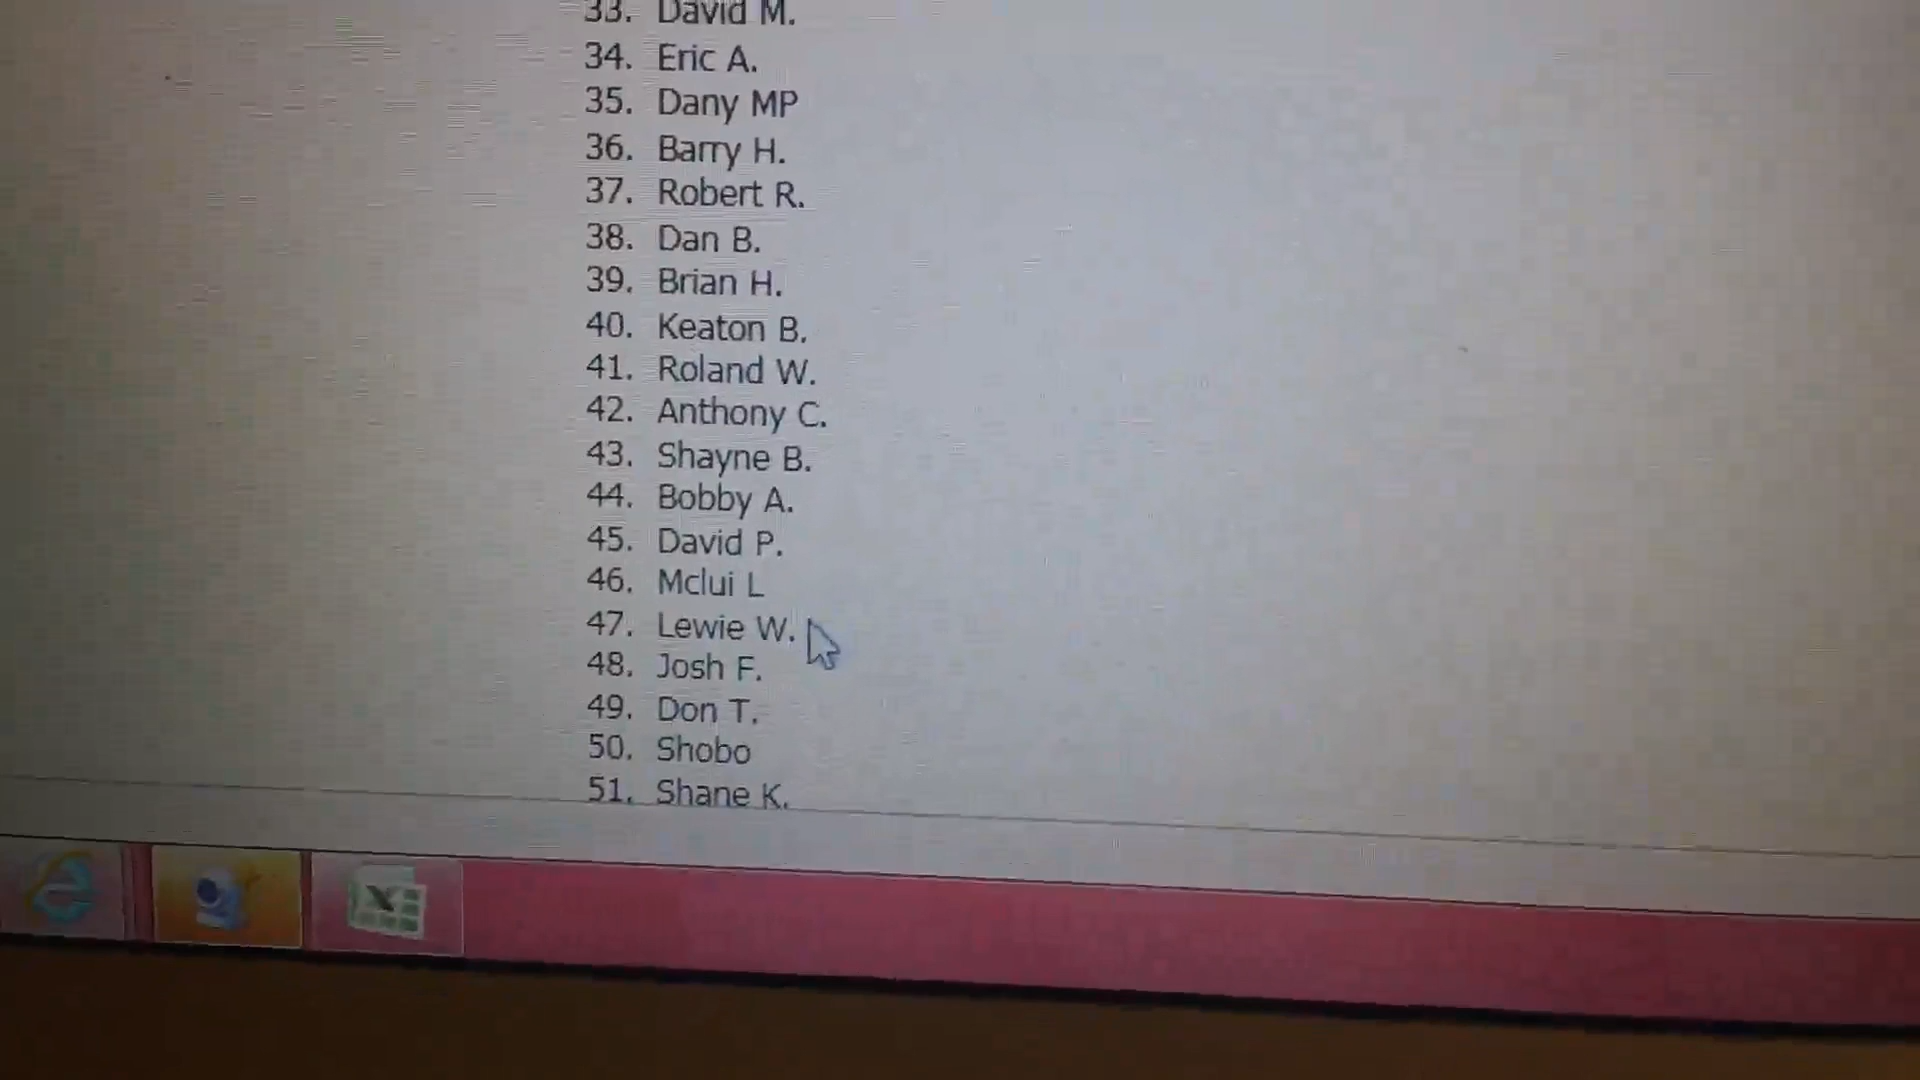 33. David M.
34. Eric A.
35. Dany MP
36. Barry H.
37. Robert R.
38. Dan B.
39. Brian H.
40. Keaton B.
41. Roland W.
42. Anthony C.
43. Shayne B.
44. Bobby A.
45. David P.
46. Mclui L
47. Lewie W.
48. Josh F.
49. Don T.
50. Shobo
51. Shane K.